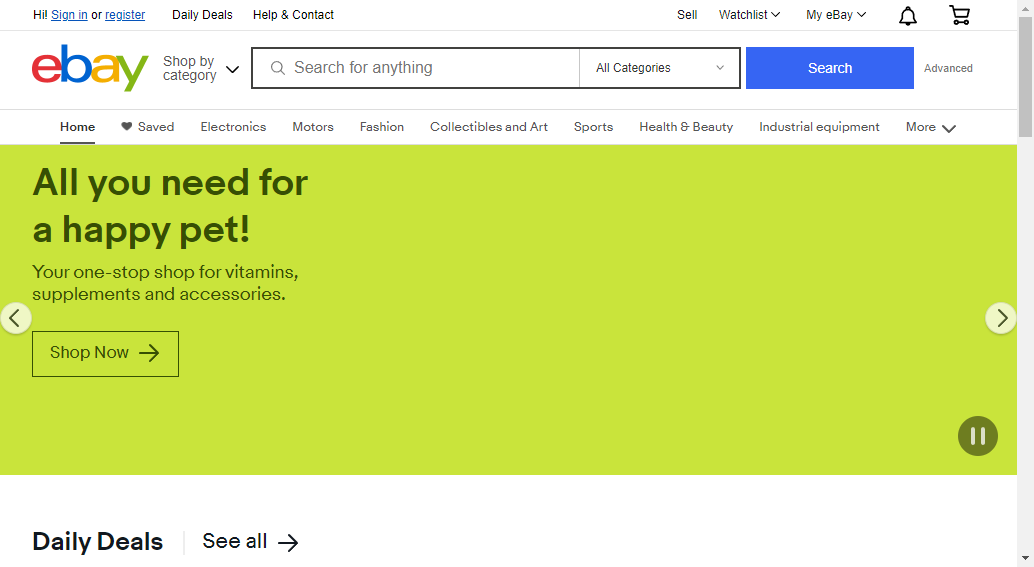 Hi! Sign in or register
Daily Deals
Help & Contact
Sell
Watchlist
My eBay
ebay
Shop by
category
Search for anything
All Categories
Search
Advanced
Home
Saved
Electronics
Motors
Fashion
Collectibles and Art
Sports
Health & Beauty
Industrial equipment
More
All you need for
a happy pet!
Your one-stop shop for vitamins,
supplements and accessories.
Shop Now
Daily Deals
See all